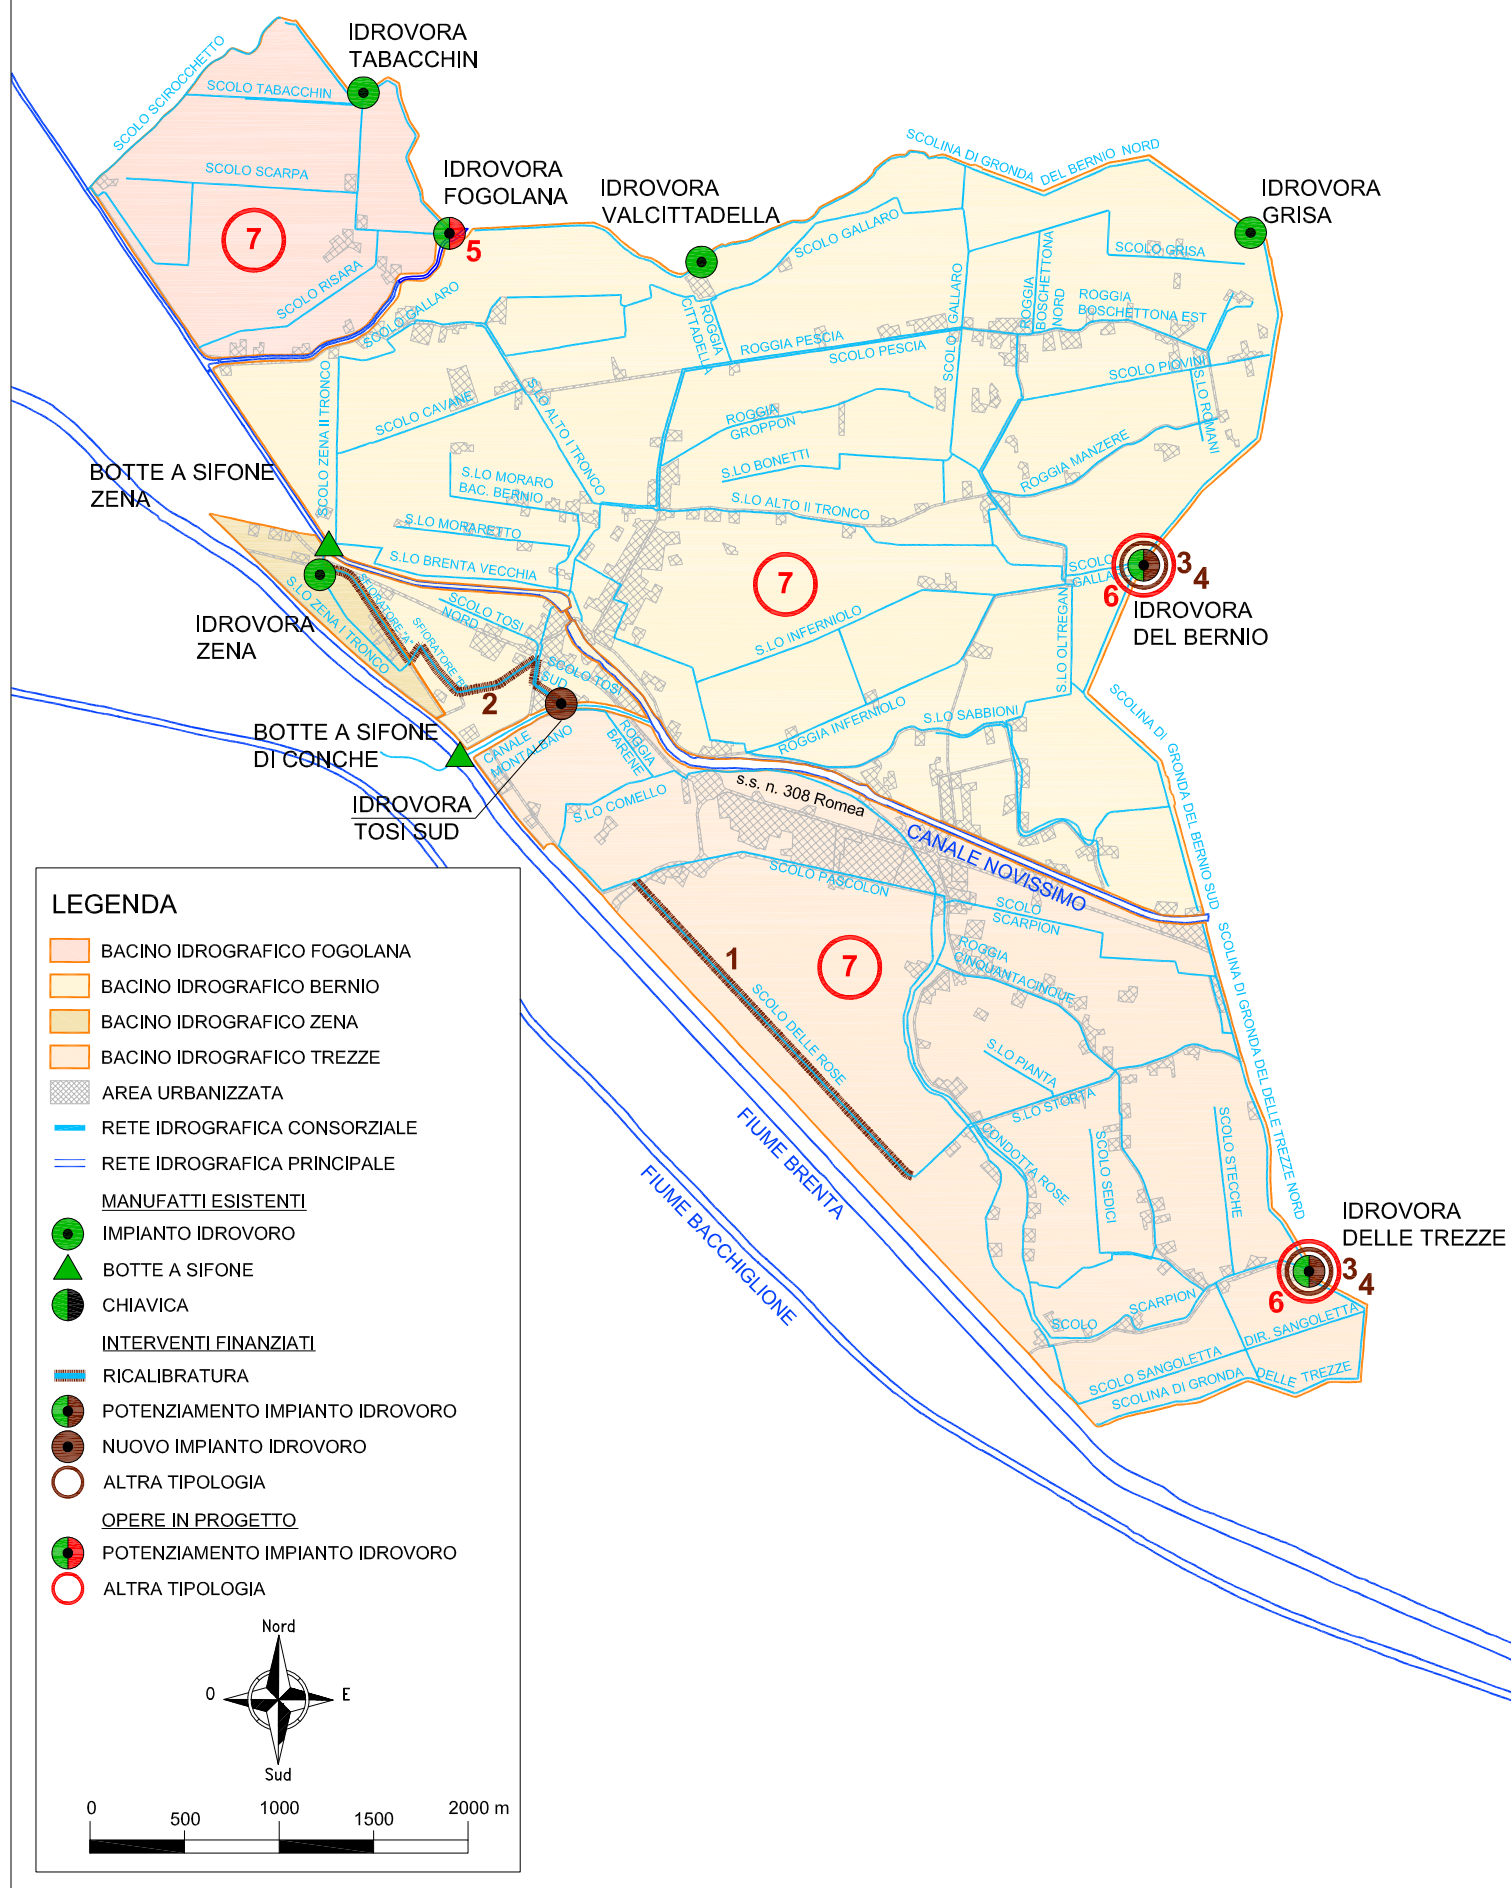 IDROVORA
TABACCHIN
SCOLO SCIROCCHETTO
SCOLO TABACCHIN
SCOLO SCARPA
IDROVORA
FOGOLANA
7
5
SCOLO RISARA
SCOLO GALLARO
IDROVORA
VALCITTADELLA
SCOLINA DI GRONDA
DEL BERNIO NORD
IDROVORA
GRISA
SCOLO GALLARO
SCOLO GRISA
ROGGIA
BOSCHETTONA
NORD
ROGGIA
BOSCHETTONA EST
ROGGIA
CITTADELLA
ROGGIA PESCIA
SCOLO PESCIA
SCOLO GALLARO
SCOLO PIOVINI
S.LO ROMANI
SCOLO ZENA II TRONCO
SCOLO CAVANE
S.LO ALTO I TRONCO
ROGGIA
GROPPON
S.LO BONETTI
ROGGIA MANZERE
BOTTE A SIFONE
ZENA
S.LO MORARO
BAC. BERNIO
S.LO ALTO II TRONCO
S.LO MORARETTO
S.LO BRENTA VECCHIA
7
SCOLO
GALLARO
3
4
6
IDROVORA
DEL BERNIO
IDROVORA
ZENA
S.LO ZENA I TRONCO
SFIORATORE "A"
SFIORATORE "B"
SCOLO TOSI
NORD
SCOLO TOSI
SUD
2
S.LO INFERNIOLO
S.LO OLTREGAN
ROGGIA INFERNIOLO
S.LO SABBIONI
BOTTE A SIFONE
DI CONCHE
CANALE
MONTALBANO
ROGGIA
BARENE
IDROVORA
TOSI SUD
S.LO COMELLO
s.s. n. 308 Romea
CANALE NOVISSIMO
SCOLINA DI GRONDA DEL BERNIO SUD
SCOLO PASCOLON
SCOLO
SCARPION
1
7
SCOLO DELLE ROSE
ROGGIA
CINQUANTACINQUE
SCOLINA DI GRONDA DEL DELLE TREZZE NORD
S.LO PIANTA
S.LO STORTA
CONDOTTA ROSE
SCOLO SEDICI
SCOLO STECCHE
FIUME BRENTA
FIUME BACCHIGLIONE
IDROVORA
DELLE TREZZE
3
4
6
SCOLO
SCARPION
DIR. SANGOLETTA
SCOLO SANGOLETTA
SCOLINA DI GRONDA
DELLE TREZZE
LEGENDA
BACINO IDROGRAFICO FOGOLANA
BACINO IDROGRAFICO BERNIO
BACINO IDROGRAFICO ZENA
BACINO IDROGRAFICO TREZZE
AREA URBANIZZATA
RETE IDROGRAFICA CONSORZIALE
RETE IDROGRAFICA PRINCIPALE
MANUFATTI ESISTENTI
IMPIANTO IDROVORO
BOTTE A SIFONE
CHIAVICA
INTERVENTI FINANZIATI
RICALIBRATURA
POTENZIAMENTO IMPIANTO IDROVORO
NUOVO IMPIANTO IDROVORO
ALTRA TIPOLOGIA
OPERE IN PROGETTO
POTENZIAMENTO IMPIANTO IDROVORO
ALTRA TIPOLOGIA
Nord
O
E
Sud
0
500
1000
1500
2000 m